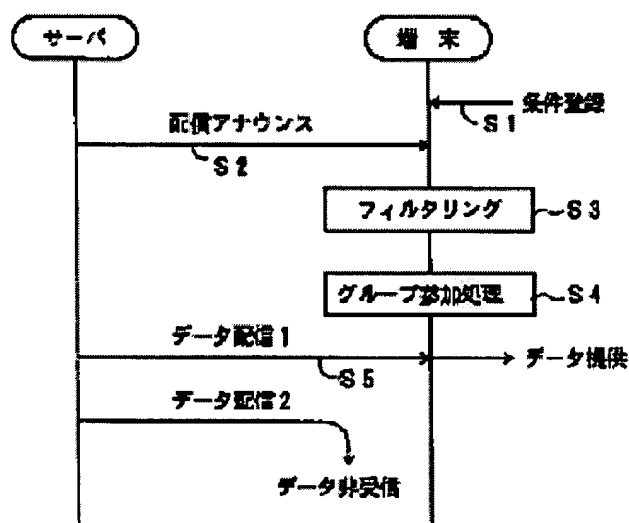 サーバ
端 末
条件登録
S1
配信アナウンス
S2
フィルタリング
S3
グループ参加処理
S4
データ配信1
データ提供
S5
データ配信2
データ非受信